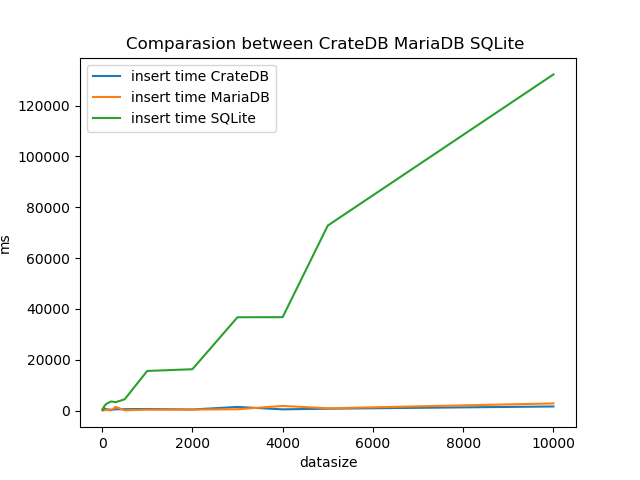 Comparasion between CrateDB MariaDB SQLite
insert time CrateDB
insert time MariaDB
insert time SQLite
120000
100000
80000
60000
40000
20000
0
ms
0 2000 4000 6000 8000 10000
datasize